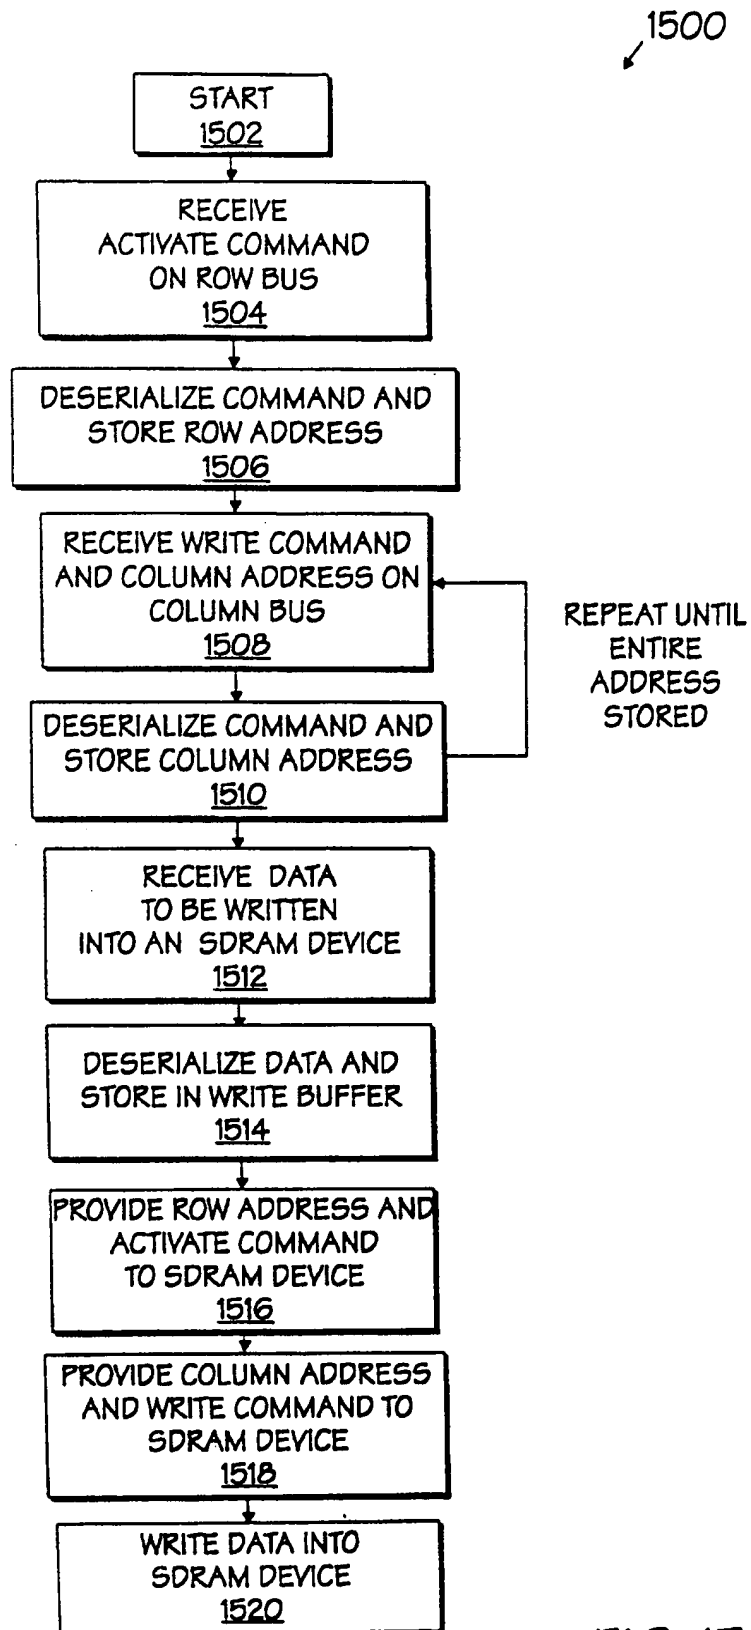 1500
START
1502
RECEIVE
ACTIVATE COMMAND
ON ROW BUS
1504
DESERIALIZE COMMAND AND
STORE ROW ADDRESS
1506
RECEIVE WRITE COMMAND
AND COLUMN ADDRESS ON
COLUMN BUS
1508
REPEAT UNTIL
ENTIRE
ADDRESS
STORED
DESERIALIZE COMMAND AND
STORE COLUMN ADDRESS
1510
RECEIVE DATA
TO BE WRITTEN
INTO AN SDRAM DEVICE
1512
DESERIALIZE DATA AND
STORE IN WRITE BUFFER
1514
PROVIDE ROW ADDRESS AND
ACTIVATE COMMAND
TO SDRAM DEVICE
1516
PROVIDE COLUMN ADDRESS
AND WRITE COMMAND TO
SDRAM DEVICE
1518
WRITE DATA INTO
SDRAM DEVICE
1520